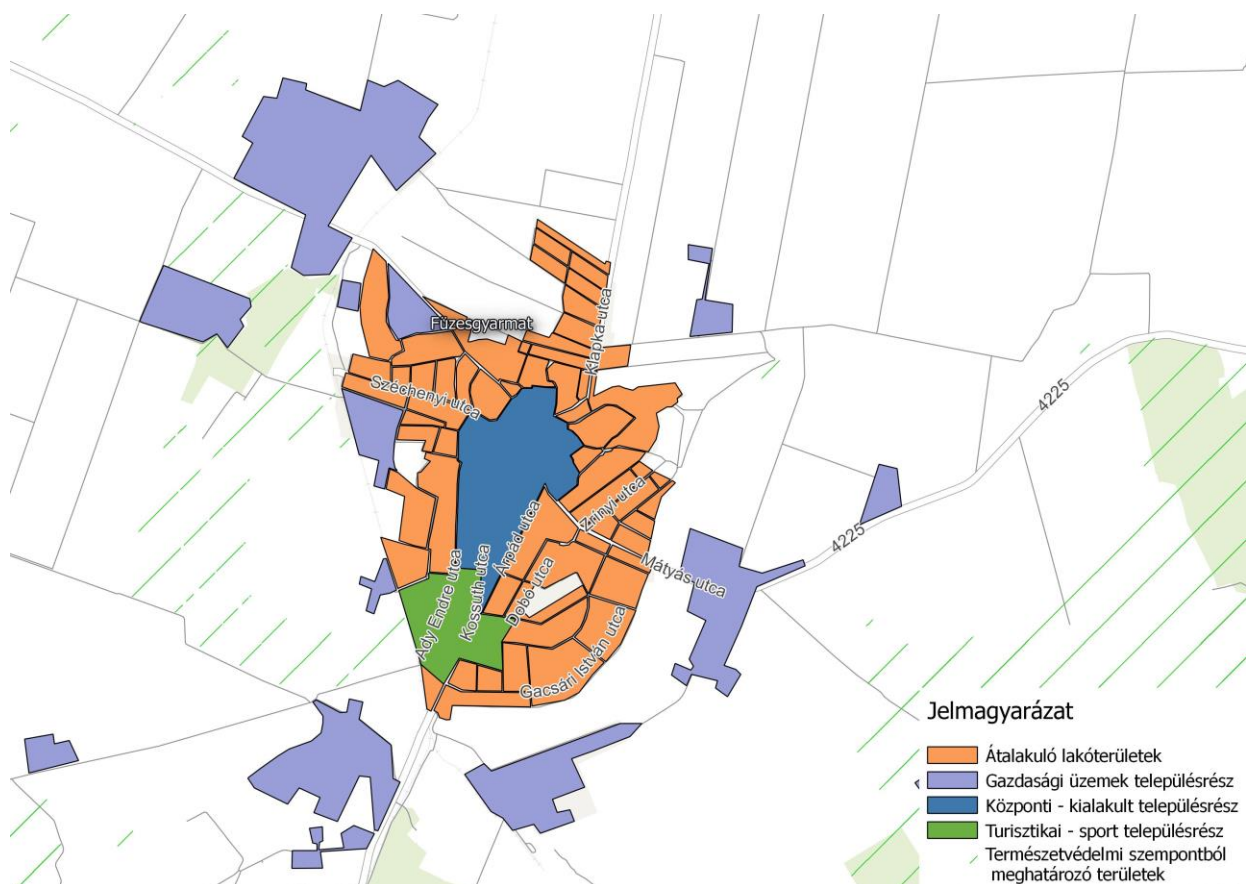 Füzesgyarmat
Klapka utca
Széchenyi utca
4225
Zrínyi utca
4225
Árpád utca
Mátyás utca
Kossuth utca
Dobó utca
Ady Endre utca
Gacsári István utca
Jelmagyarázat
Átalakuló lakóterületek
Gazdasági üzemek településrész
Központi - kialakult településrész
Turisztikai - sport településrész
Természetvédelmi szempontból
meghatározó területek